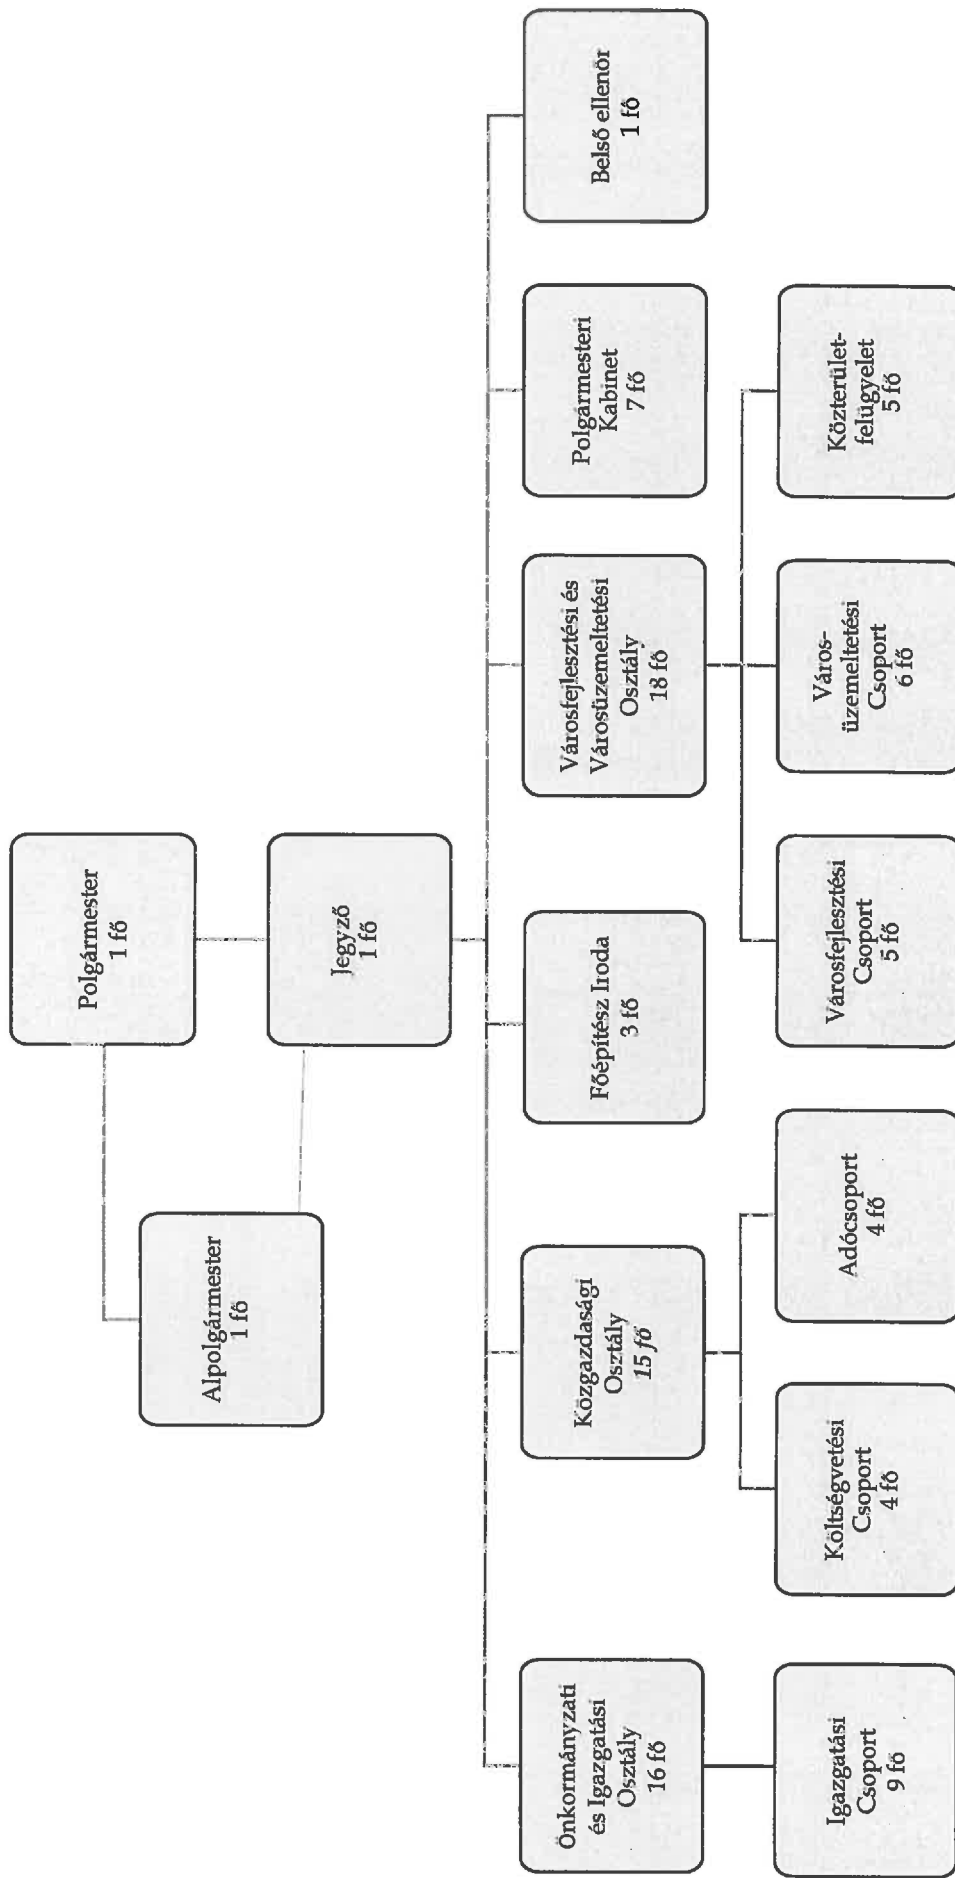 Polgármester
1 fő
Alpolgármester
1 fő
Jegyző
1 fő
Önkormányzati
és Igazgatási
Osztály
16 fő
Közgazdasági
Osztály
15 fő
Főépítész Iroda
3 fő
Városfejlesztési és
Városüzemeltetési
Osztály
18 fő
Polgármesteri
Kabinet
7 fő
Belső ellenőr
1 fő
Igazgatási
Csoport
9 fő
Költségvetési
Csoport
4 fő
Adócsoport
4 fő
Városfejlesztési
Csoport
5 fő
Város-
üzemeltetési
Csoport
6 fő
Közterület-
felügyelet
5 fő